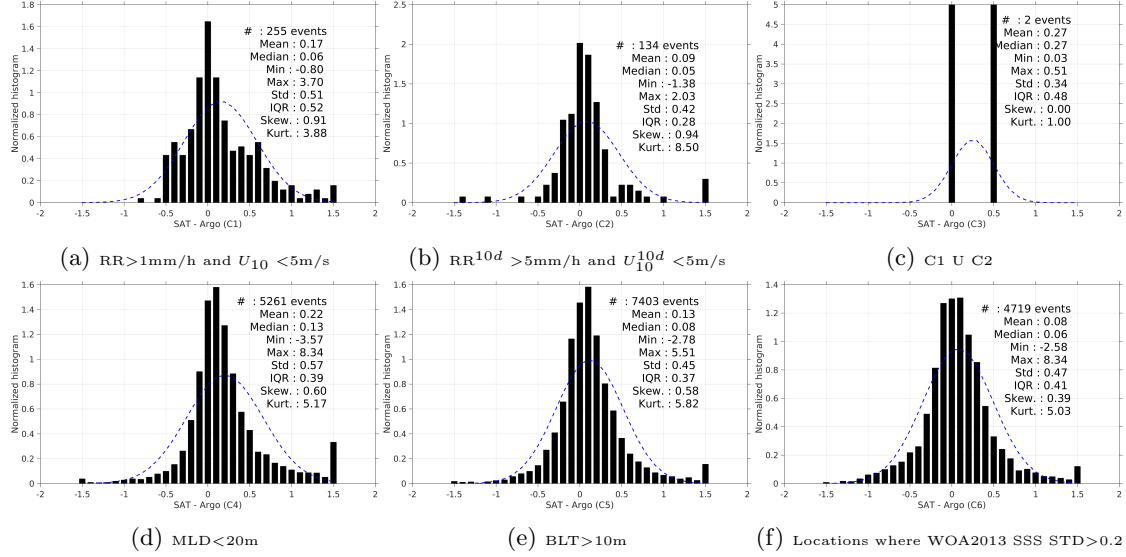 1.8
1.6
1.4
1.2
1
0.8
0.6
0.4
0.2
0
Normalized histogram
# : 255 events
Mean : 0.17
Median : 0.06
Min : -0.80
Max : 3.70
Std : 0.51
IQR : 0.52
Skew. : 0.91
Kurt. : 3.88
-2 -1.5 -1 -0.5 0 0.5 1 1.5 2
SAT - Argo (C1)
(a) RR>1mm/h and U10 <5m/s
2.5
2
1.5
1
0.5
0
Normalized histogram
# : 134 events
Mean : 0.09
Median : 0.05
Min : -1.38
Max : 2.03
Std : 0.42
IQR : 0.28
Skew. : 0.94
Kurt. : 8.50
-2 -1.5 -1 -0.5 0 0.5 1 1.5 2
SAT - Argo (C2)
(b) RR10d >5mm/h and U10d10 <5m/s
5
4.5
4
3.5
3
2.5
2
1.5
1
0.5
0
Normalized histogram
# : 2 events
Mean : 0.27
Median : 0.27
Min : 0.03
Max : 0.51
Std : 0.34
IQR : 0.48
Skew. : 0.00
Kurt. : 1.00
-2 -1.5 -1 -0.5 0 0.5 1 1.5 2
SAT - Argo (C3)
(c) C1 U C2
1.6
1.4
1.2
1
0.8
0.6
0.4
0.2
0
Normalized histogram
# : 5261 events
Mean : 0.22
Median : 0.13
Min : -3.57
Max : 8.34
Std : 0.57
IQR : 0.39
Skew. : 0.60
Kurt. : 5.17
-2 -1.5 -1 -0.5 0 0.5 1 1.5 2
SAT - Argo (C4)
(d) MLD<20m
1.6
1.4
1.2
1
0.8
0.6
0.4
0.2
0
Normalized histogram
# : 7403 events
Mean : 0.13
Median : 0.08
Min : -2.78
Max : 5.51
Std : 0.45
IQR : 0.37
Skew. : 0.58
Kurt. : 5.82
-2 -1.5 -1 -0.5 0 0.5 1 1.5 2
SAT - Argo (C5)
(e) BLT>10m
1.4
1.2
1
0.8
0.6
0.4
0.2
0
Normalized histogram
# : 4719 events
Mean : 0.08
Median : 0.06
Min : -2.58
Max : 8.34
Std : 0.47
IQR : 0.41
Skew. : 0.39
Kurt. : 5.03
-2 -1.5 -1 -0.5 0 0.5 1 1.5 2
SAT - Argo (C6)
(f) Locations where WOA2013 SSS STD>0.2